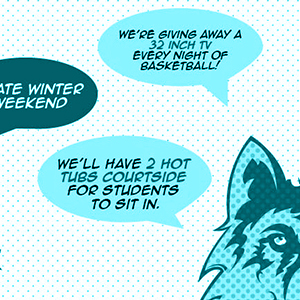 WE'RE GIVING AWAY A
32 INCH TV
EVERY NIGHT OF
BASKETBALL!
ATE WINTER
WEEKEND
WE'LL HAVE 2 HOT
TUBS COURTSIDE
FOR STUDENTS
TO SIT IN.